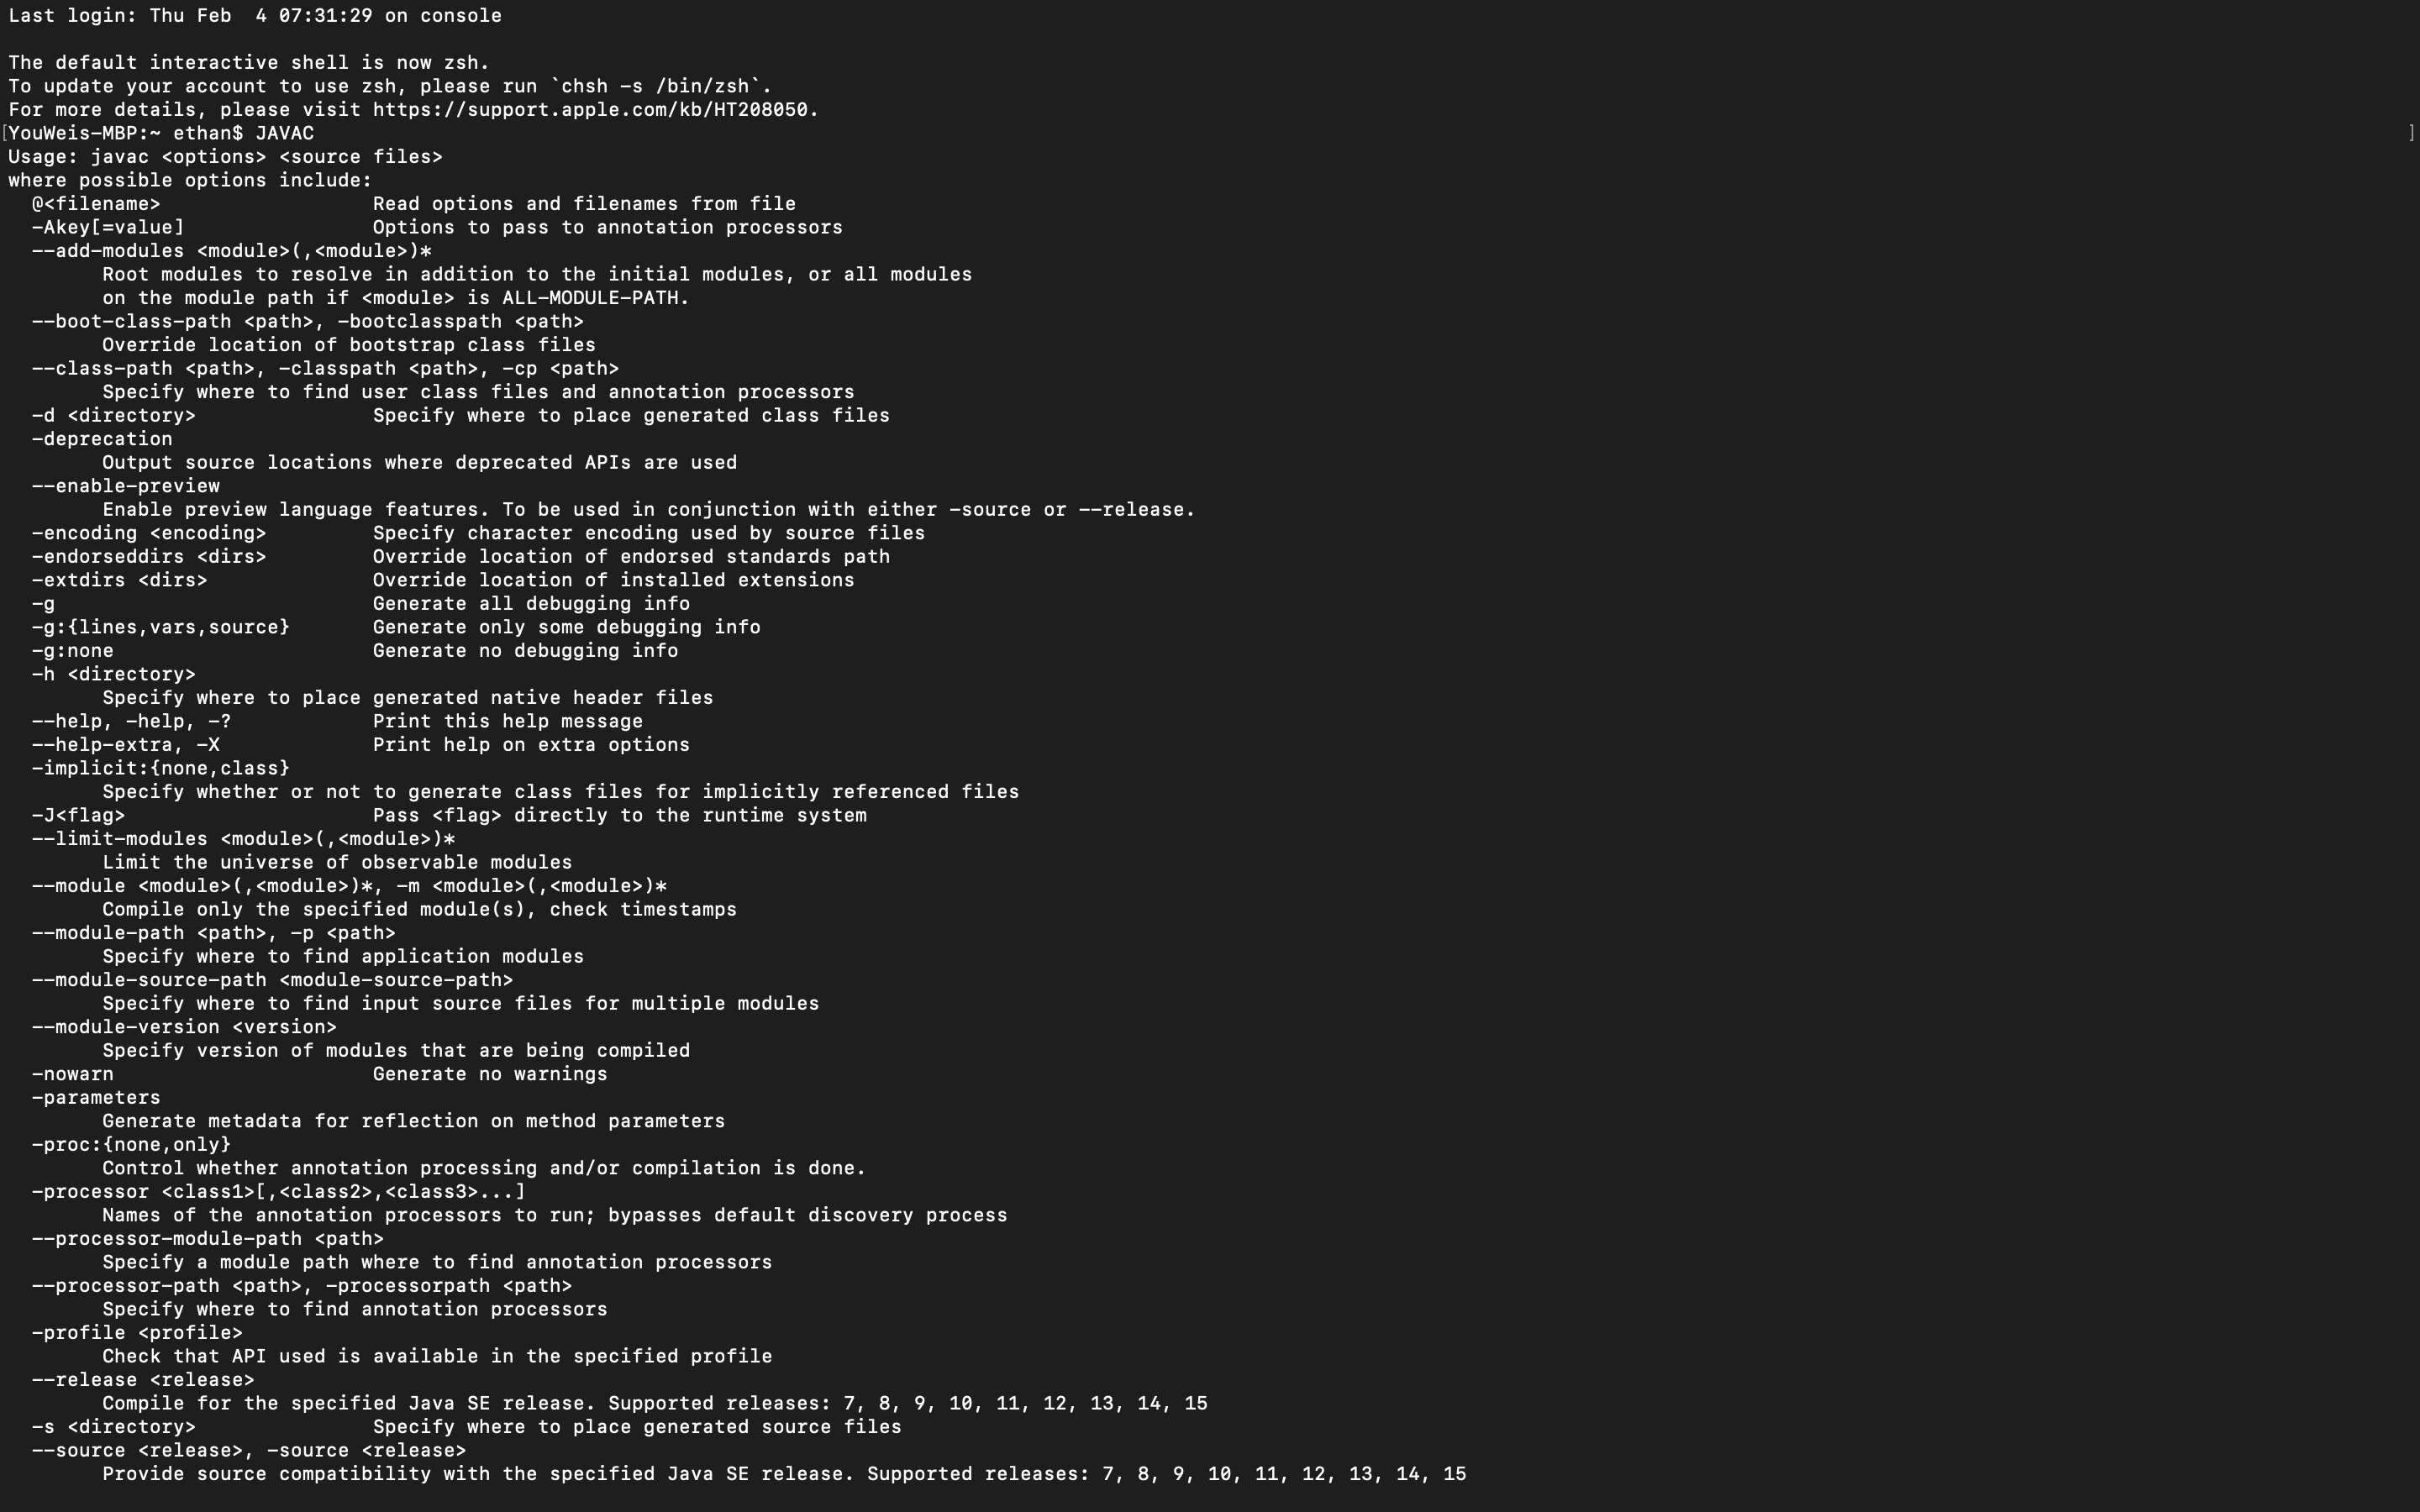 Last login: Thu Feb  4 07:31:29 on console

The default interactive shell is now zsh.
To update your account to use zsh, please run `chsh -s /bin/zsh`.
For more details, please visit https://support.apple.com/kb/HT208050.
[YouWeis-MBP:~ ethan$ JAVAC ]
Usage: javac <options> <source files>
where possible options include:
  @<filename>                  Read options and filenames from file
  -Akey[=value]                Options to pass to annotation processors
  --add-modules <module>(,<module>)*
        Root modules to resolve in addition to the initial modules, or all modules
        on the module path if <module> is ALL-MODULE-PATH.
  --boot-class-path <path>, -bootclasspath <path>
        Override location of bootstrap class files
  --class-path <path>, -classpath <path>, -cp <path>
        Specify where to find user class files and annotation processors
  -d <directory>               Specify where to place generated class files
  -deprecation
        Output source locations where deprecated APIs are used
  --enable-preview
        Enable preview language features. To be used in conjunction with either -source or --release.
  -encoding <encoding>         Specify character encoding used by source files
  -endorseddirs <dirs>         Override location of endorsed standards path
  -extdirs <dirs>              Override location of installed extensions
  -g                           Generate all debugging info
  -g:{lines,vars,source}       Generate only some debugging info
  -g:none                      Generate no debugging info
  -h <directory>
        Specify where to place generated native header files
  --help, -help, -?            Print this help message
  --help-extra, -X             Print help on extra options
  -implicit:{none,class}
        Specify whether or not to generate class files for implicitly referenced files
  -J<flag>                     Pass <flag> directly to the runtime system
  --limit-modules <module>(,<module>)*
        Limit the universe of observable modules
  --module <module>(,<module>)*, -m <module>(,<module>)*
        Compile only the specified module(s), check timestamps
  --module-path <path>, -p <path>
        Specify where to find application modules
  --module-source-path <module-source-path>
        Specify where to find input source files for multiple modules
  --module-version <version>
        Specify version of modules that are being compiled
  -nowarn                      Generate no warnings
  -parameters
        Generate metadata for reflection on method parameters
  -proc:{none,only}
        Control whether annotation processing and/or compilation is done.
  -processor <class1>[,<class2>,<class3>...]
        Names of the annotation processors to run; bypasses default discovery process
  --processor-module-path <path>
        Specify a module path where to find annotation processors
  --processor-path <path>, -processorpath <path>
        Specify where to find annotation processors
  -profile <profile>
        Check that API used is available in the specified profile
  --release <release>
        Compile for the specified Java SE release. Supported releases: 7, 8, 9, 10, 11, 12, 13, 14, 15
  -s <directory>               Specify where to place generated source files
  --source <release>, -source <release>
        Provide source compatibility with the specified Java SE release. Supported releases: 7, 8, 9, 10, 11, 12, 13, 14, 15